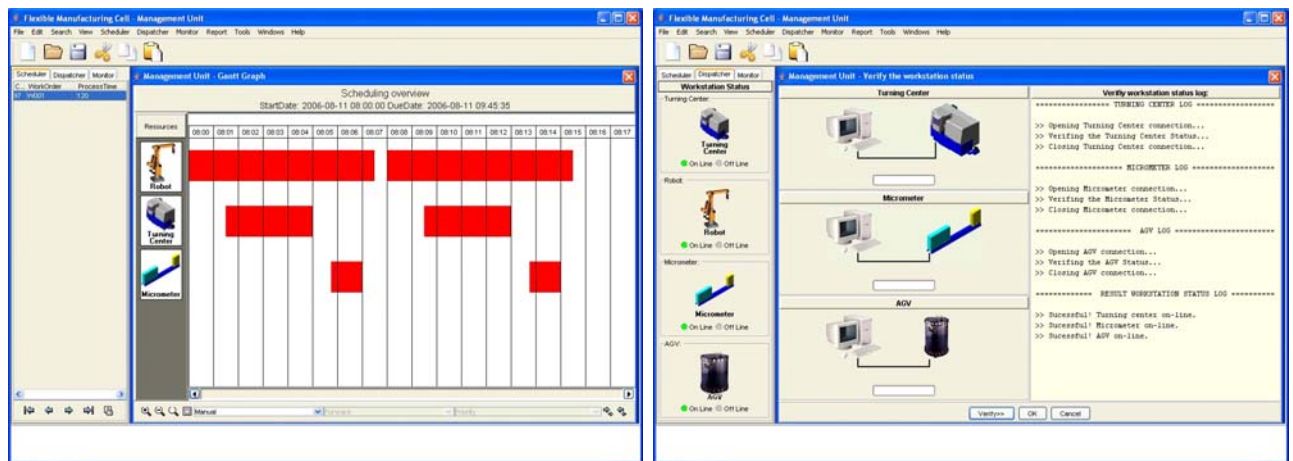 Flexible Manufacturing Cell - Management Unit
File Edit Search View Scheduler Dispatcher Monitor Report Tools Windows Help
Scheduler Dispatcher Monitor
C... WorkOrder ProcessTime
67 W001 120
Management Unit - Gantt Graph
Scheduling overview
StartDate: 2006-08-11 08:00:00 DueDate: 2006-08-11 09:45:35
Resources 08:00 08:01 08:02 08:03 08:04 08:05 08:06 08:07 08:08 08:09 08:10 08:11 08:12 08:13 08:14 08:15 08:16 08:17
Robot
Turning
Center
Micrometer
Manual Forward Priority
Flexible Manufacturing Cell - Management Unit
File Edit Search View Scheduler Dispatcher Monitor Report Tools Windows Help
Scheduler Dispatcher Monitor
Workstation Status
Turning Center
Turning
Center
On Line Off Line
Robot
Robot
On Line Off Line
Micrometer
Micrometer
On Line Off Line
AGV
AGV
On Line Off Line
Management Unit - Verify the workstation status
Turning Center
Micrometer
AGV
Verify workstation status log:
================= TURNING CENTER LOG ==================
>> Opening Turning Center connection...
>> Verifing the Turning Center Status...
>> Closing Turning Center connection...
==================== MICROMETER LOG ===================
>> Opening Micrometer connection...
>> Verifing the Micrometer Status...
>> Closing Micrometer connection...
====================== AGV LOG =======================
>> Opening AGV connection...
>> Verifing the AGV Status...
>> Closing AGV connection...
============= RESULT WORKSTATION STATUS LOG ==========
>> Sucessful! Turning center on-line.
>> Sucessful! Micrometer on-line.
>> Sucessful! AGV on-line.
Verify>> OK Cancel